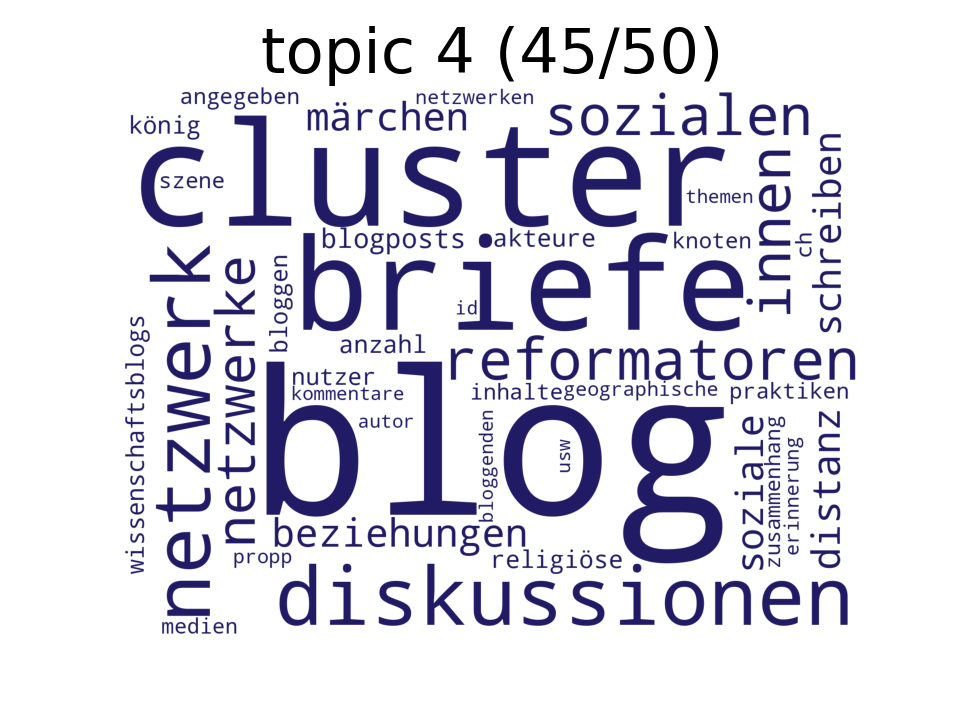 topic 4 (45/50)
angegeben
netzwerken
märchen
sozialen
könig
cluster
szene
themen
innen
schreiben
ch
blogposts
akteure
knoten
briefe
id
netzwerk
netzwerke
bloggen
anzahl
reformatoren
wissenschaftsblogs
nutzer
kommentare
inhalte
geographische
praktiken
autor
blog
bloggenden
usw
soziale
zusammenhang
erinnerung
distanz
beziehungen
propp
religiöse
diskussionen
medien